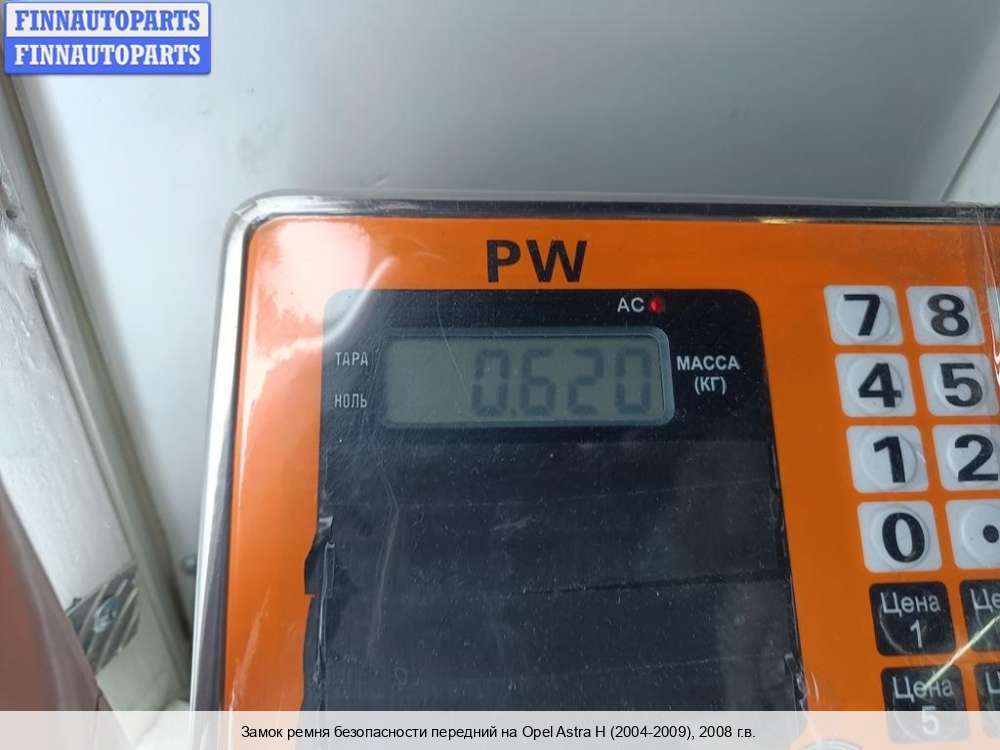 FINNAUTOPARTS
FINNAUTOPARTS
PW
AC
ТАРА
НОЛЬ
0.620
МАССА
(КГ)
7 8
4 5
1 2
0 .
Цена
1
Цена
5
Замок ремня безопасности передний на Opel Astra H (2004-2009), 2008 г.в.